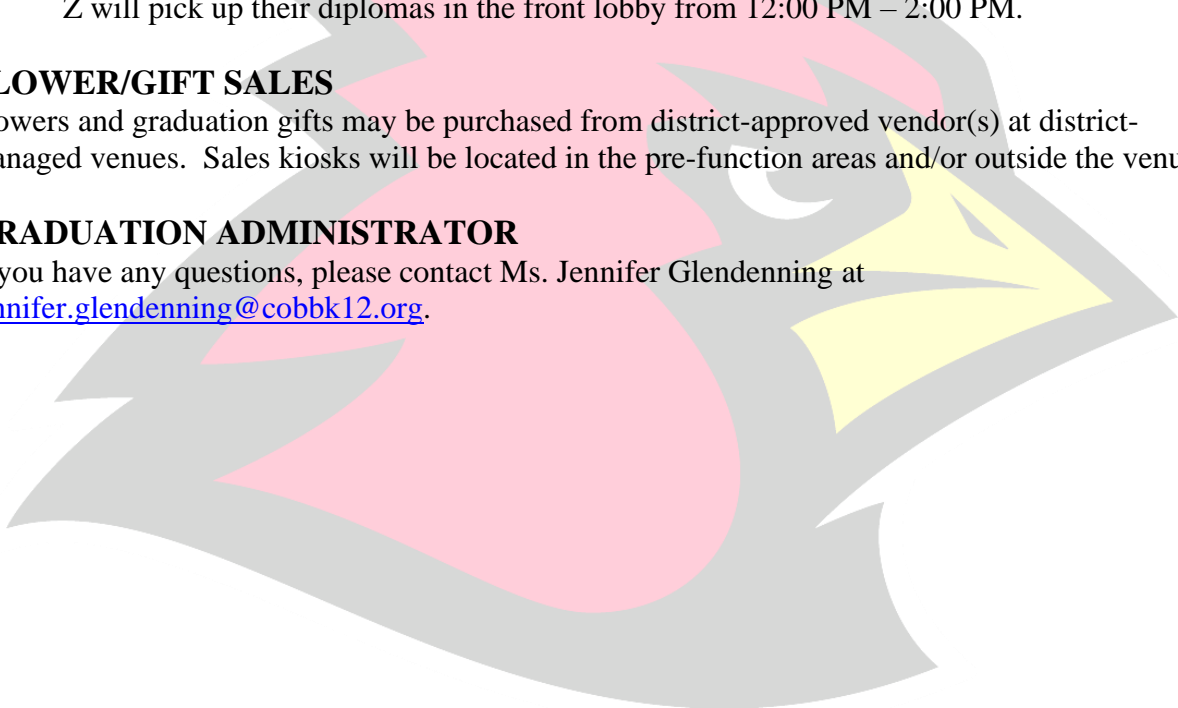 Z will pick up their diplomas in the front lobby from 12:00 PM – 2:00 PM.
LOWER/GIFT SALES
owers and graduation gifts may be purchased from district-approved vendor(s) at district-
anaged venues.  Sales kiosks will be located in the pre-function areas and/or outside the venu
RADUATION ADMINISTRATOR
you have any questions, please contact Ms. Jennifer Glendenning at
nnifer.glendenning@cobbk12.org.